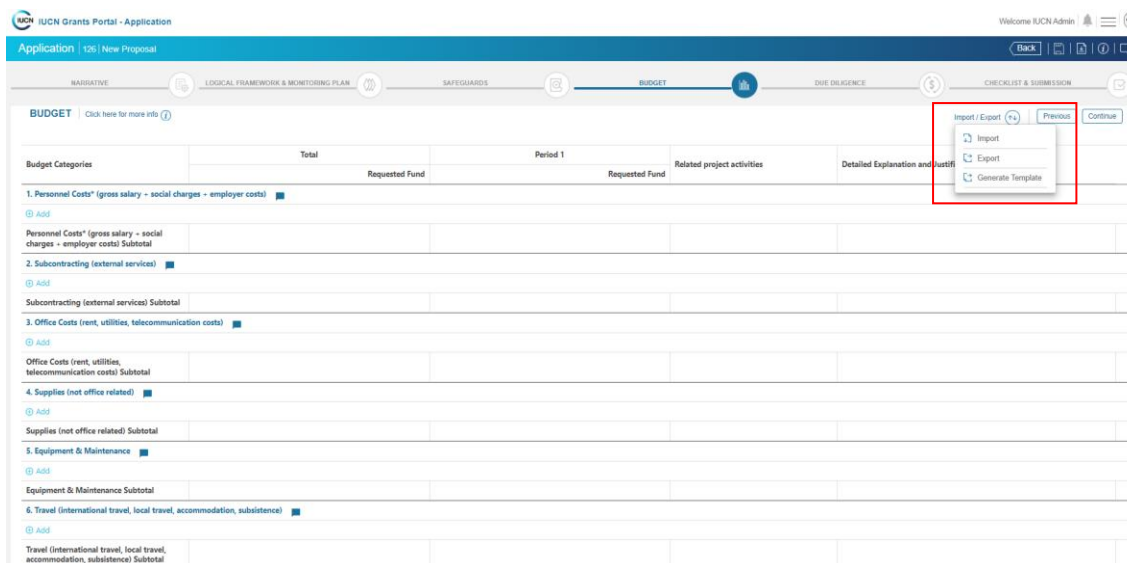 IUCN IUCN Grants Portal - Application
Welcome IUCN Admin
Application | 126 | New Proposal
Back
NARRATIVE
LOGICAL FRAMEWORK & MONITORING PLAN
SAFEGUARDS
BUDGET
DUE DILIGENCE
CHECKLIST & SUBMISSION
BUDGET | Click here for more info
Import / Export
Previous
Continue
Import
Export
Generate Template
Budget Categories
Total
Requested Fund
Period 1
Requested Fund
Related project activities
Detailed Explanation and
1. Personnel Costs* (gross salary + social charges + employer costs)
Add
Personnel Costs* (gross salary + social
charges + employer costs) Subtotal
2. Subcontracting (external services)
Add
Subcontracting (external services) Subtotal
3. Office Costs (rent, utilities, telecommunication costs)
Add
Office Costs (rent, utilities,
telecommunication costs) Subtotal
4. Supplies (not office related)
Add
Supplies (not office related) Subtotal
5. Equipment & Maintenance
Add
Equipment & Maintenance Subtotal
6. Travel (international travel, local travel, accommodation, subsistence)
Add
Travel (international travel, local travel,
accommodation, subsistence) Subtotal